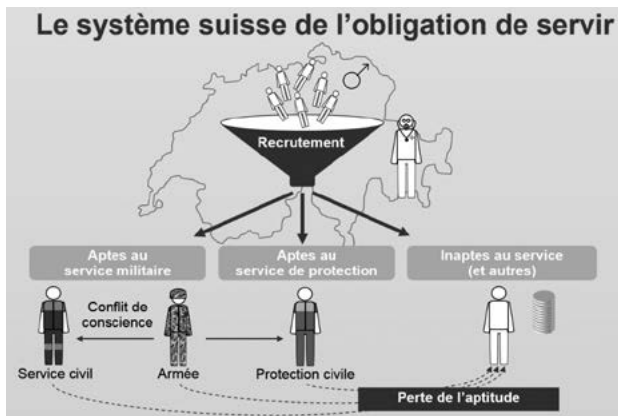 Le système suisse de l'obligation de servir
Recrutement
Aptes au
service militaire
Aptes au
service de protection
Inaptes au service
(et autres)
Conflit de
conscience
Service civil
Armée
Protection civile
Perte de l'aptitude